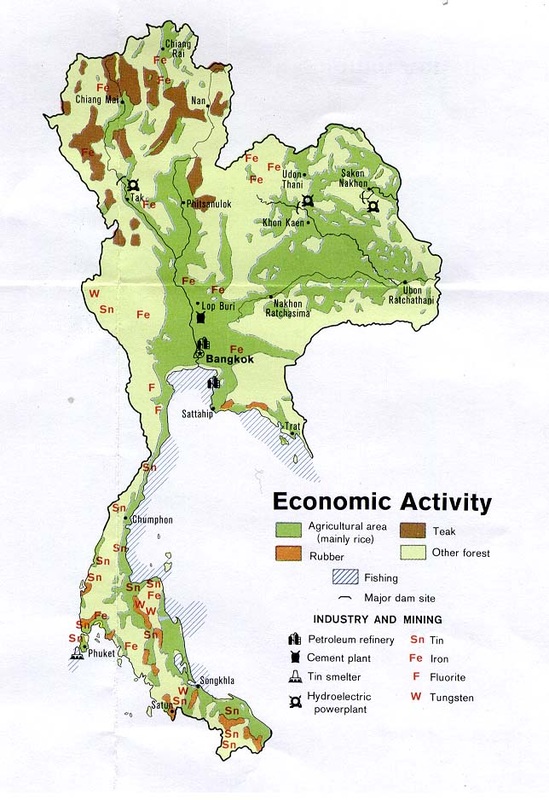 Chiang
Rai
Fe
Fe
Fe
Chiang Mai
Nan
Fe
Fe
Fe
Fe
Udon
Thani
Sakon
Nakhon
Tak
Fe
Phitsanulok
Khon Kaen
Fe
Fe
W
Sn
Fe
Lop Buri
Nakhon
Ratchasima
Ubon
Ratchathani
Fe
Bangkok
F
F
Sattahip
Trat
Sn
Sn
Chumphon
Sn
Sn
Sn
Sn
Sn
Fe
W
W
Fe
Sn
Sn
Sn
Fe
Phuket
Songkhla
W
Sn
Satun
Sn
Sn
Sn
Economic Activity
Agricultural area
(mainly rice)
Teak
Rubber
Other forest
Fishing
Major dam site
INDUSTRY AND MINING
Petroleum refinery
Sn Tin
Cement plant
Fe Iron
Tin smelter
F Fluorite
Hydroelectric
powerplant
W Tungsten